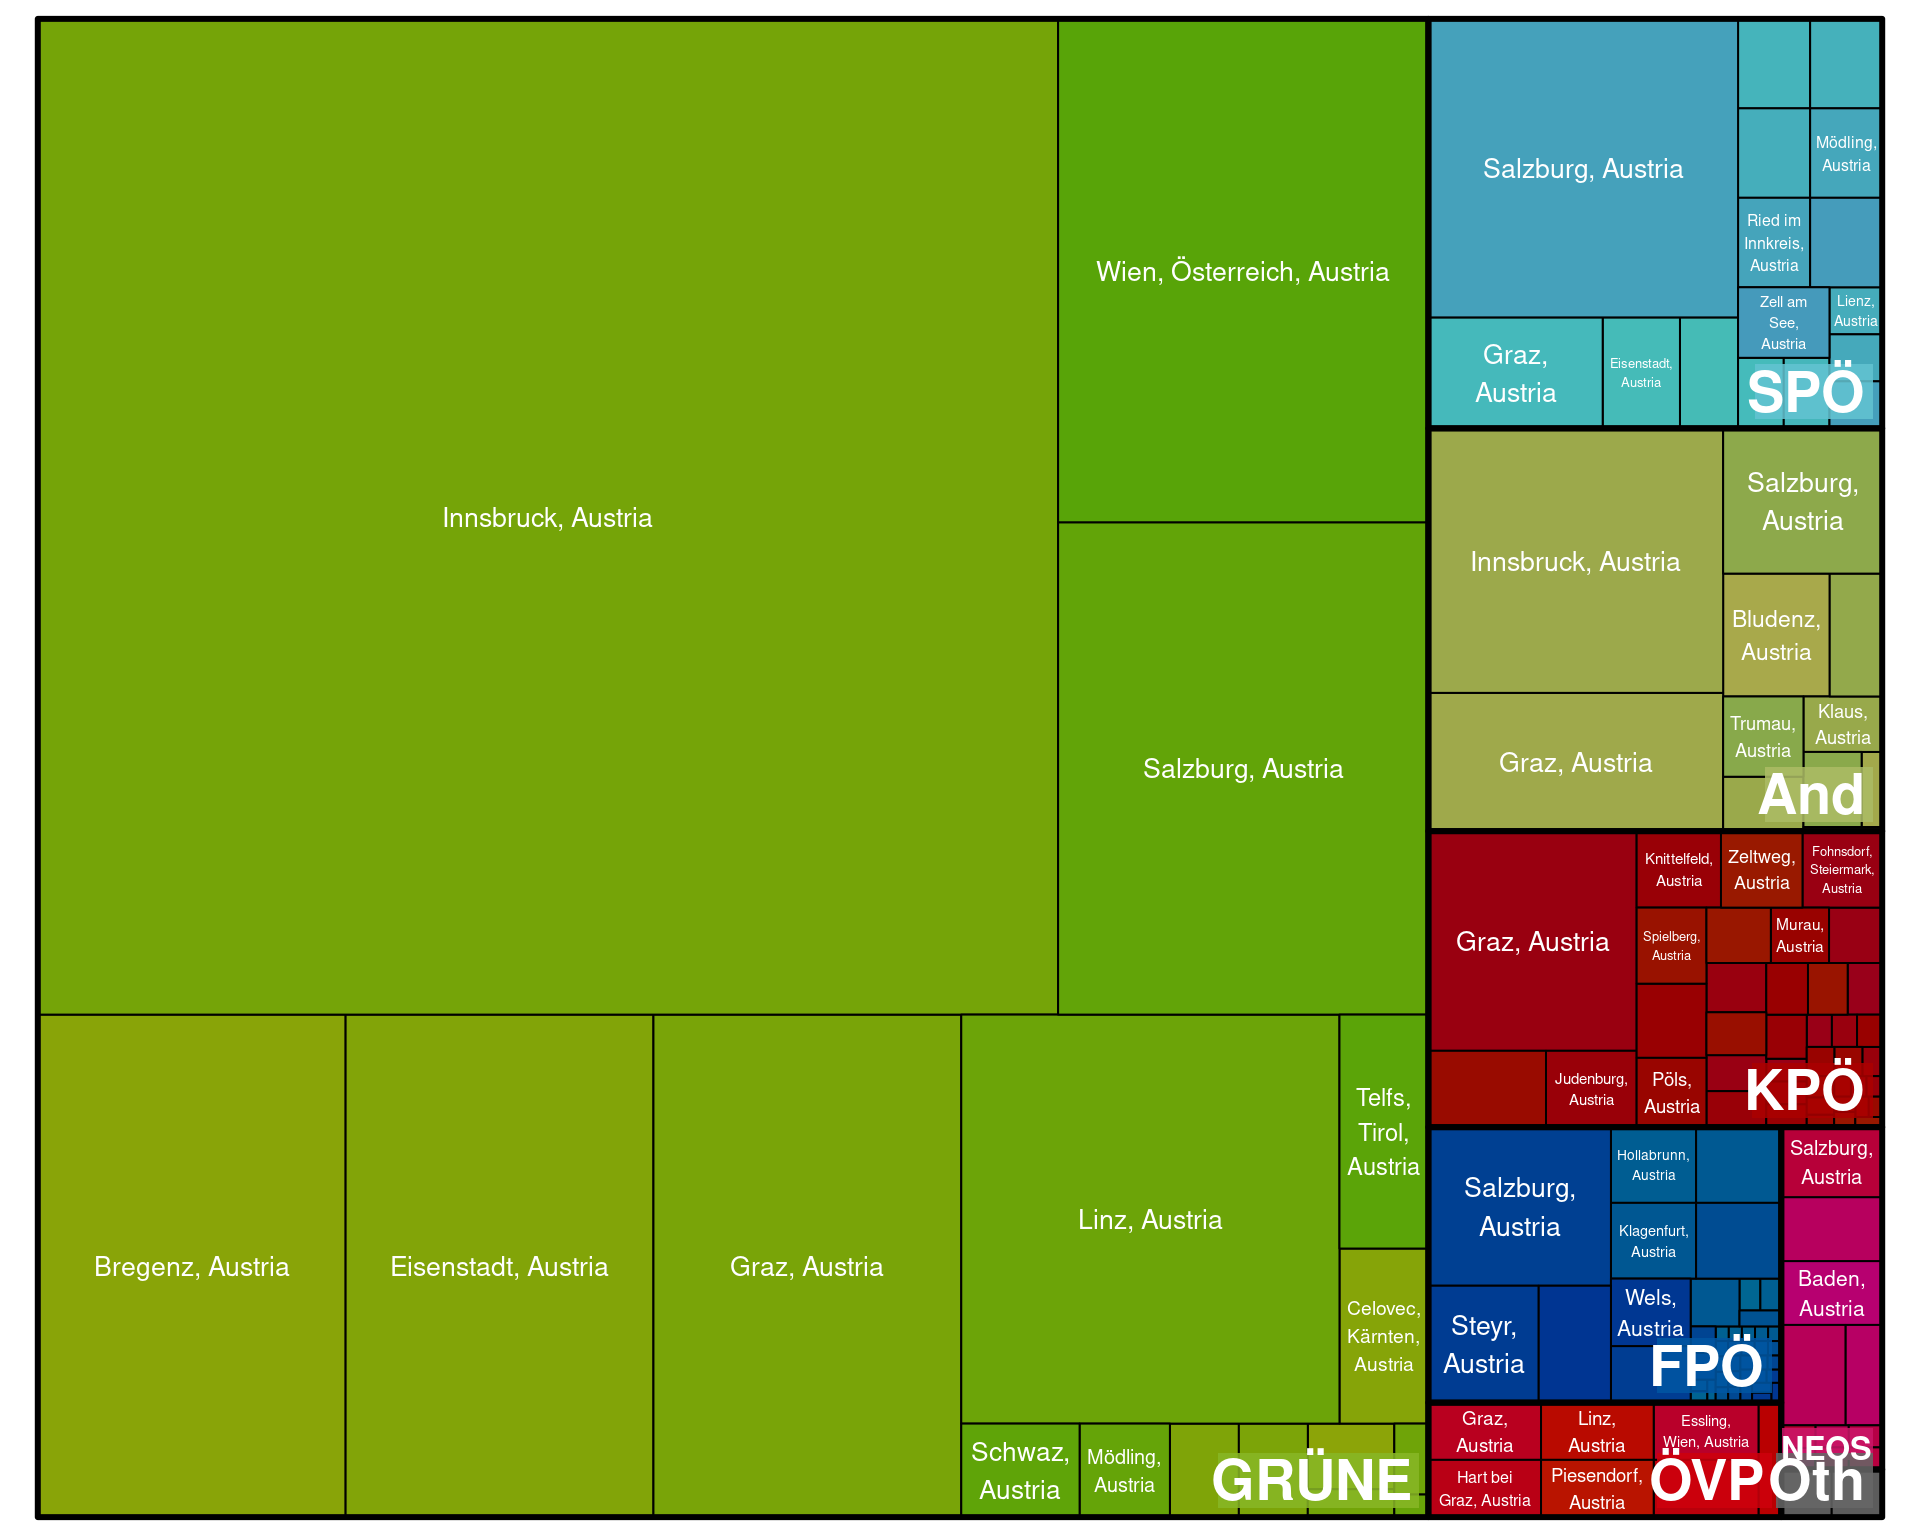 Innsbruck, Austria
Wien, Österreich, Austria
Salzburg, Austria
Bregenz, Austria
Eisenstadt, Austria
Graz, Austria
Linz, Austria
Telfs,
Tirol,
Austria
Celovec,
Kärnten,
Austria
Schwaz,
Austria
Mödling,
Austria
GRÜNE
Salzburg, Austria
Mödling,
Austria
Ried im
Innkreis,
Austria
Zell am
See,
Austria
Lienz,
Austria
Graz,
Austria
Eisenstadt,
Austria
SPÖ
Innsbruck, Austria
Salzburg,
Austria
Bludenz,
Austria
Trumau,
Austria
Klaus,
Austria
Graz, Austria
And
Graz, Austria
Knittelfeld,
Austria
Zeltweg,
Austria
Fohnsdorf,
Steiermark,
Austria
Spielberg,
Austria
Murau,
Austria
Judenburg,
Austria
Pöls,
Austria
KPÖ
Salzburg,
Austria
Hollabrunn,
Austria
Klagenfurt,
Austria
Steyr,
Austria
Wels,
Austria
FPÖ
Salzburg,
Austria
Baden,
Austria
NEOS
Graz,
Austria
Linz,
Austria
Essling,
Wien, Austria
Hart bei
Graz, Austria
Piesendorf,
Austria
ÖVP
Oth